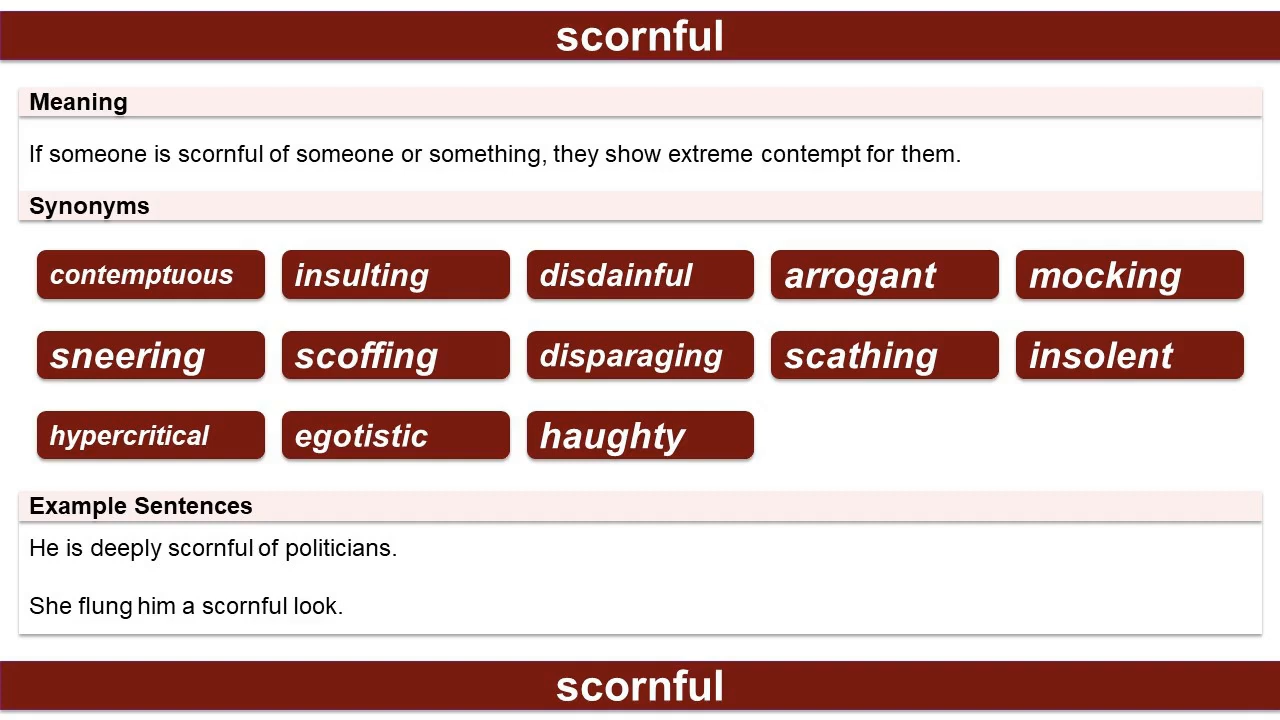 scornful
Meaning
If someone is scornful of someone or something, they show extreme contempt for them.
Synonyms
contemptuous insulting disdainful arrogant mocking
sneering scoffing disparaging scathing insolent
hypercritical egotistic haughty
Example Sentences
He is deeply scornful of politicians.
She flung him a scornful look.
scornful